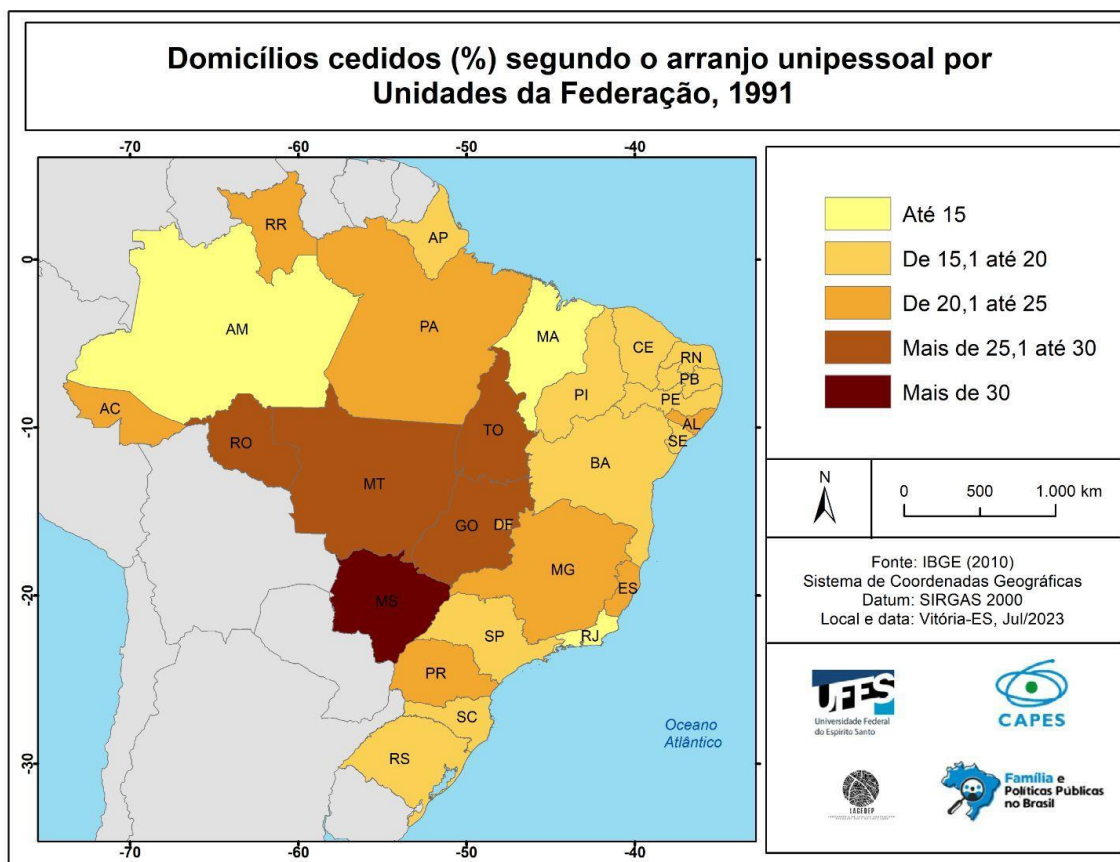 Domicílios cedidos (%) segundo o arranjo unipessoal por
Unidades da Federação, 1991
-70
-60
-50
-40
0
-10
-20
-30
RR
AP
AM
PA
MA
CE
RN
PB
PE
PI
AL
SE
AC
RO
TO
BA
MT
GO
DF
MG
ES
MS
SP
RJ
PR
SC
RS
Oceano
Atlântico
-70
-60
-50
-40
Até 15
De 15,1 até 20
De 20,1 até 25
Mais de 25,1 até 30
Mais de 30
N
0 500 1.000 km
Fonte: IBGE (2010)
Sistema de Coordenadas Geográficas
Datum: SIRGAS 2000
Local e data: Vitória-ES, Jul/2023
UFES
Universidade Federal
do Espírito Santo
CAPES
LAGEBEP
Família e
Políticas Públicas
no Brasil